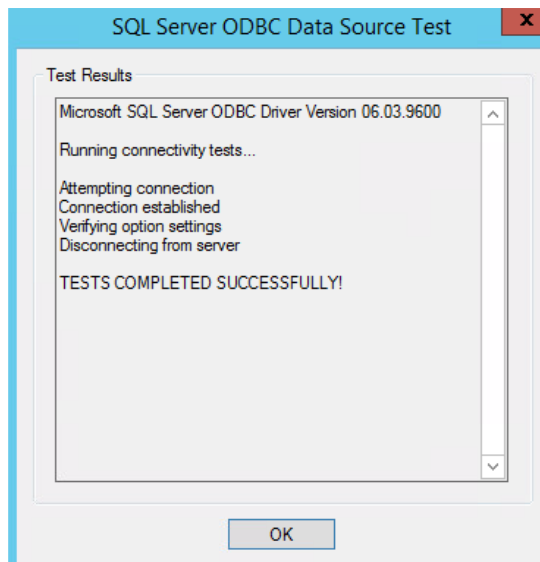 SQL Server ODBC Data Source Test
x
Test Results
Microsoft SQL Server ODBC Driver Version 06.03.9600
Running connectivity tests...
Attempting connection
Connection established
Verifying option settings
Disconnecting from server
TESTS COMPLETED SUCCESSFULLY!
OK